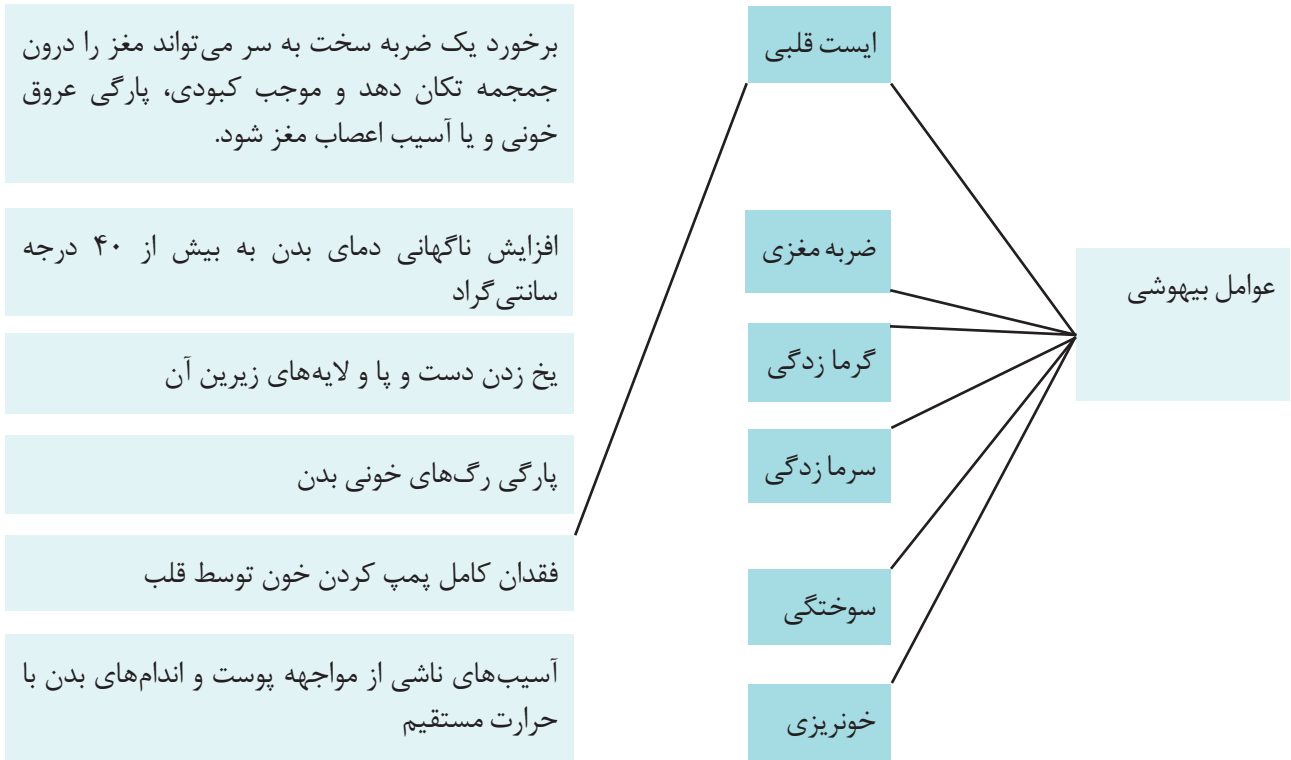 عوامل بیهوشی
ایست قلبی
ضربه مغزی
گرما زدگی
سرما زدگی
سوختگی
خونریزی
برخورد یک ضربه سخت به سر می‌تواند مغز را درون
جمجمه تکان دهد و موجب کبودی، پارگی عروق
خونی و یا آسیب اعصاب مغز شود.
افزایش ناگهانی دمای بدن به بیش از ۴۰ درجه
سانتی‌گراد
یخ زدن دست و پا و لایه‌های زیرین آن
پارگی رگ‌های خونی بدن
فقدان کامل پمپ کردن خون توسط قلب
آسیب‌های ناشی از مواجهه پوست و اندام‌های بدن با
حرارت مستقیم